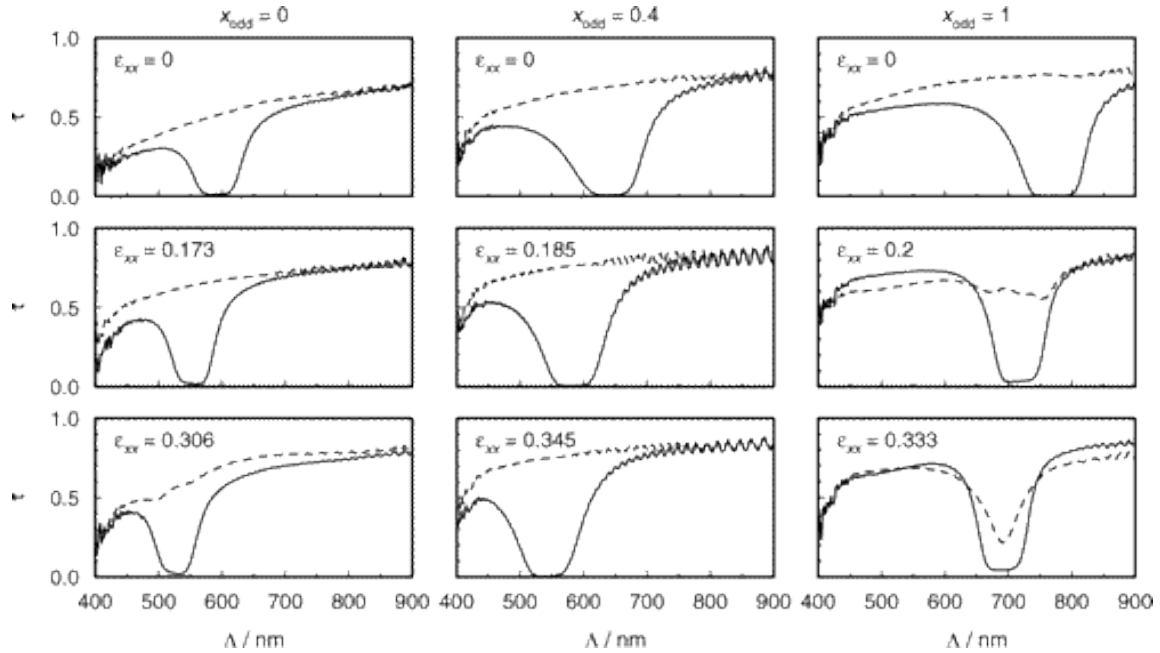 x_odd = 0 x_odd = 0.4 x_odd = 1
1.0 ε_xx = 0 ε_xx = 0 ε_xx = 0
τ 0.5
0.0
1.0 ε_xx = 0.173 ε_xx = 0.185 ε_xx = 0.2
τ 0.5
0.0
1.0 ε_xx = 0.306 ε_xx = 0.345 ε_xx = 0.333
τ 0.5
0.0
400 500 600 700 800 900 400 500 600 700 800 900 400 500 600 700 800 900
Λ / nm Λ / nm Λ / nm